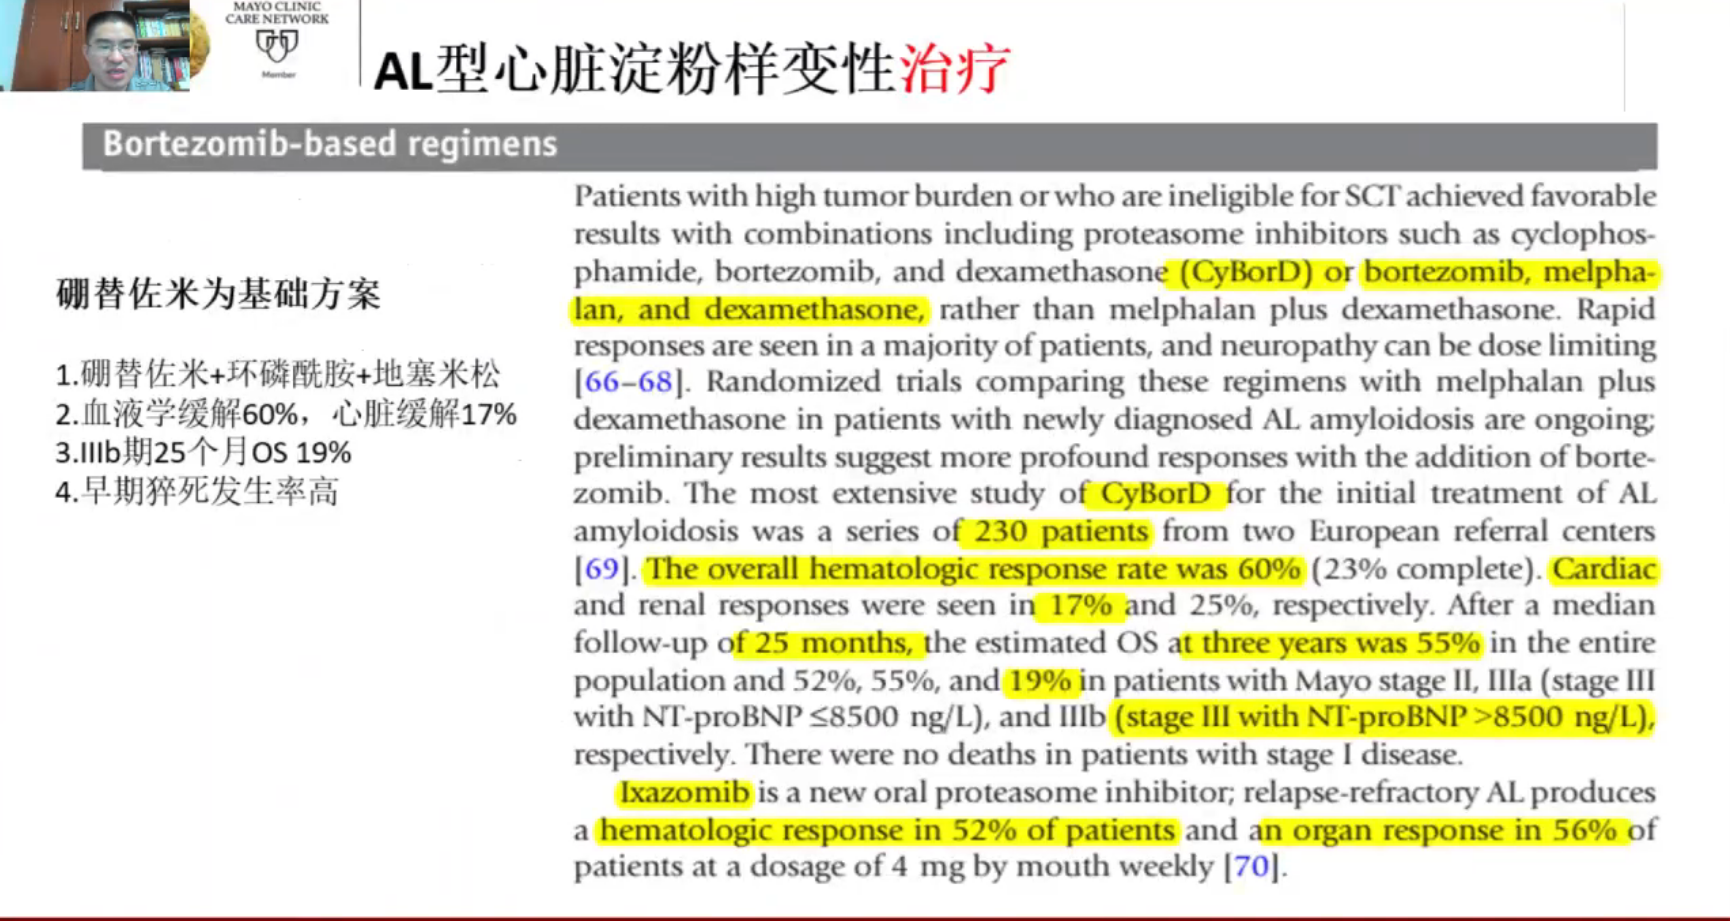 MAYO CLINIC
CARE NETWORK
Member
AL型心脏淀粉样变性治疗
Bortezomib-based regimens
硼替佐米为基础方案
1.硼替佐米+环磷酰胺+地塞米松
2.血液学缓解60%，心脏缓解17%
3.IIIb期25个月OS 19%
4.早期猝死发生率高
Patients with high tumor burden or who are ineligible for SCT achieved favorable
results with combinations including proteasome inhibitors such as cyclophos-
phamide, bortezomib, and dexamethasone (CyBorD) or bortezomib, melpha-
lan, and dexamethasone, rather than melphalan plus dexamethasone. Rapid
responses are seen in a majority of patients, and neuropathy can be dose limiting
[66–68]. Randomized trials comparing these regimens with melphalan plus
dexamethasone in patients with newly diagnosed AL amyloidosis are ongoing;
preliminary results suggest more profound responses with the addition of borte-
zomib. The most extensive study of CyBorD for the initial treatment of AL
amyloidosis was a series of 230 patients from two European referral centers
[69]. The overall hematologic response rate was 60% (23% complete). Cardiac
and renal responses were seen in 17% and 25%, respectively. After a median
follow-up of 25 months, the estimated OS at three years was 55% in the entire
population and 52%, 55%, and 19% in patients with Mayo stage II, IIIa (stage III
with NT-proBNP ≤8500 ng/L), and IIIb (stage III with NT-proBNP >8500 ng/L),
respectively. There were no deaths in patients with stage I disease.
Ixazomib is a new oral proteasome inhibitor; relapse-refractory AL produces
a hematologic response in 52% of patients and an organ response in 56% of
patients at a dosage of 4 mg by mouth weekly [70].